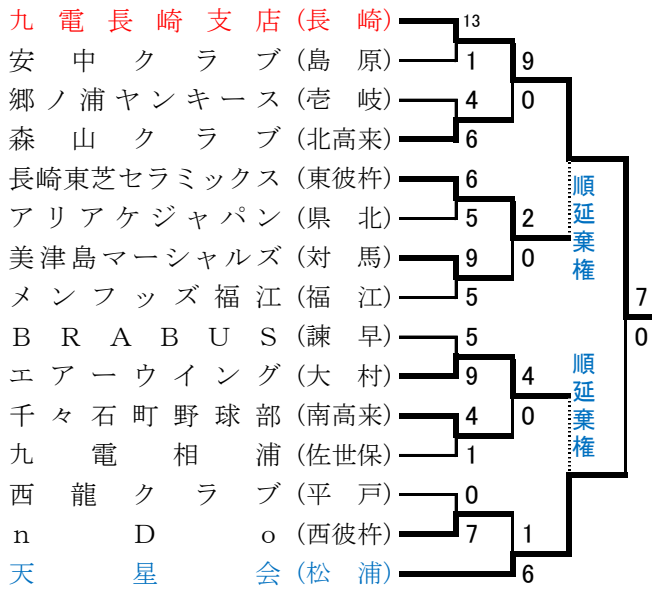 九電長崎支店(長崎) 13
安中クラブ(島原) 1 9
郷ノ浦ヤンキース(壱岐) 4 0
森山クラブ(北高来) 6
長崎東芝セラミックス(東彼杵) 6
アリアケジャパン(県北) 5 2
美津島マーシャルズ(対馬) 9 0
メンフッズ福江(福江) 5
順延棄権
7
0
BRABUS(諫早) 5
エアーウイング(大村) 9 4
千々石町野球部(南高来) 4 0
九電相浦(佐世保) 1
順延棄権
西龍クラブ(平戸) 0
nDo(西彼杵) 7 1
天星会(松浦) 6